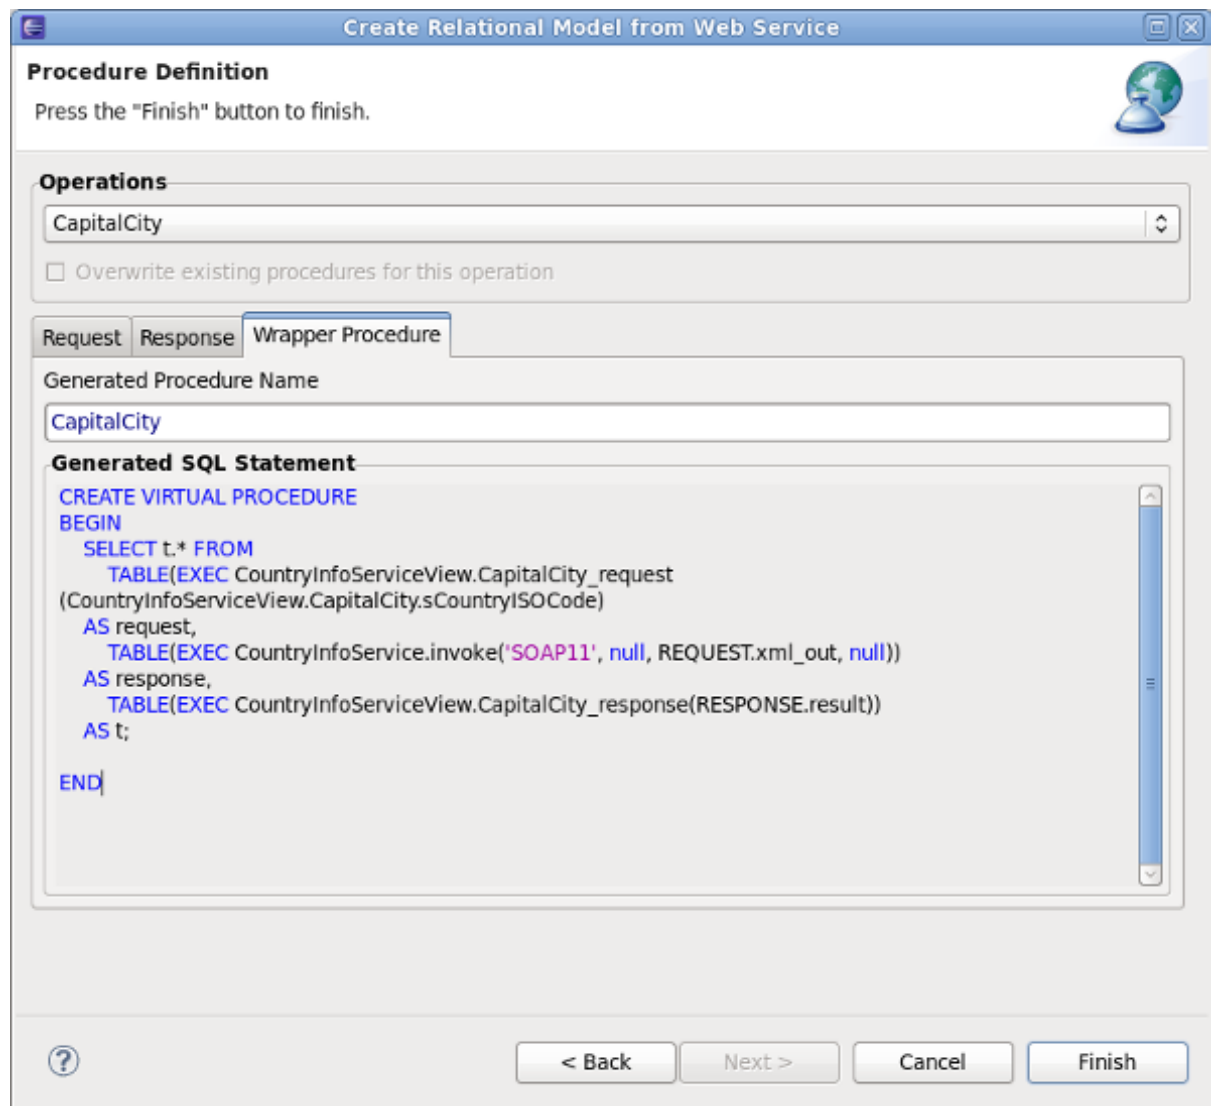 Create Relational Model from Web Service
Procedure Definition
Press the "Finish" button to finish.
Operations
CapitalCity
Overwrite existing procedures for this operation
Request Response Wrapper Procedure
Generated Procedure Name
CapitalCity
Generated SQL Statement
CREATE VIRTUAL PROCEDURE
BEGIN
SELECT t.* FROM
TABLE(EXEC CountryInfoServiceView.CapitalCity_request
(CountryInfoServiceView.CapitalCity.sCountryISOCode)
AS request,
TABLE(EXEC CountryInfoService.invoke('SOAP11', null, REQUEST.xml_out, null))
AS response,
TABLE(EXEC CountryInfoServiceView.CapitalCity_response(RESPONSE.result))
AS t;
END
? < Back Next > Cancel Finish